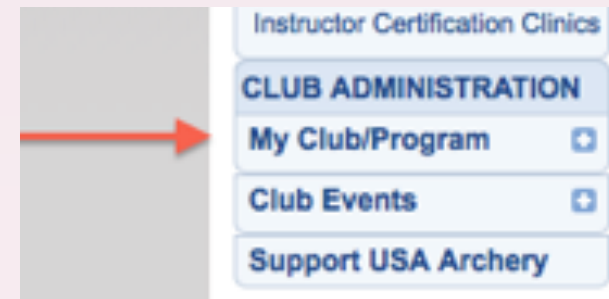 Instructor Certification Clinics
CLUB ADMINISTRATION
My Club/Program
Club Events
Support USA Archery